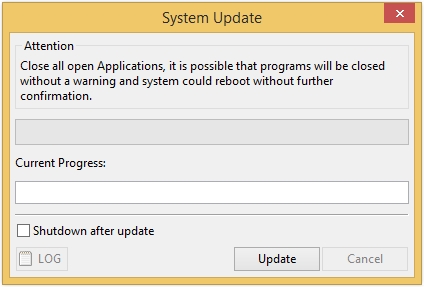 System Update
Attention
Close all open Applications, it is possible that programs will be closed
without a warning and system could reboot without further
confirmation.
Current Progress:
Shutdown after update
LOG
Update
Cancel